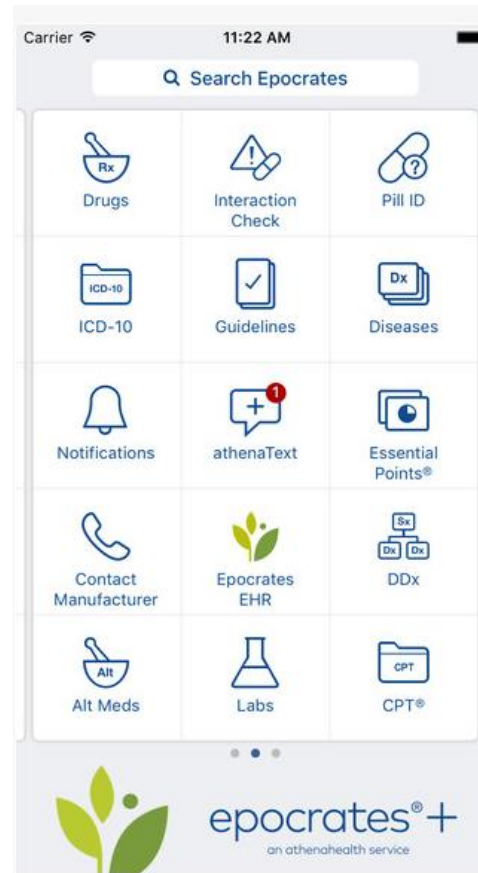 Carrier 11:22 AM
Search Epocrates
Rx
Drugs
Interaction
Check
?
Pill ID
ICD-10
ICD-10
Guidelines
Dx
Diseases
Notifications
1
athenaText
Essential
Points®
Contact
Manufacturer
Epocrates
EHR
Sx
Dx Dx
DDx
Alt
Alt Meds
Labs
CPT
CPT®
epocrates®+
an athenahealth service